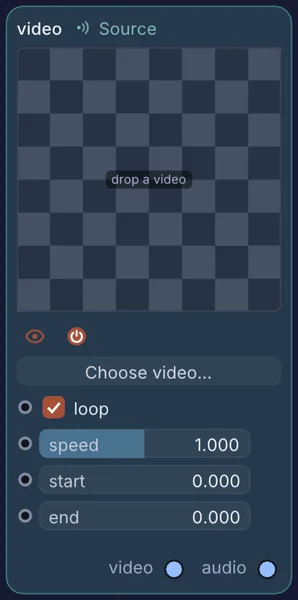 video Source
drop a video
Choose video...
loop
speed 1.000
start 0.000
end 0.000
video audio